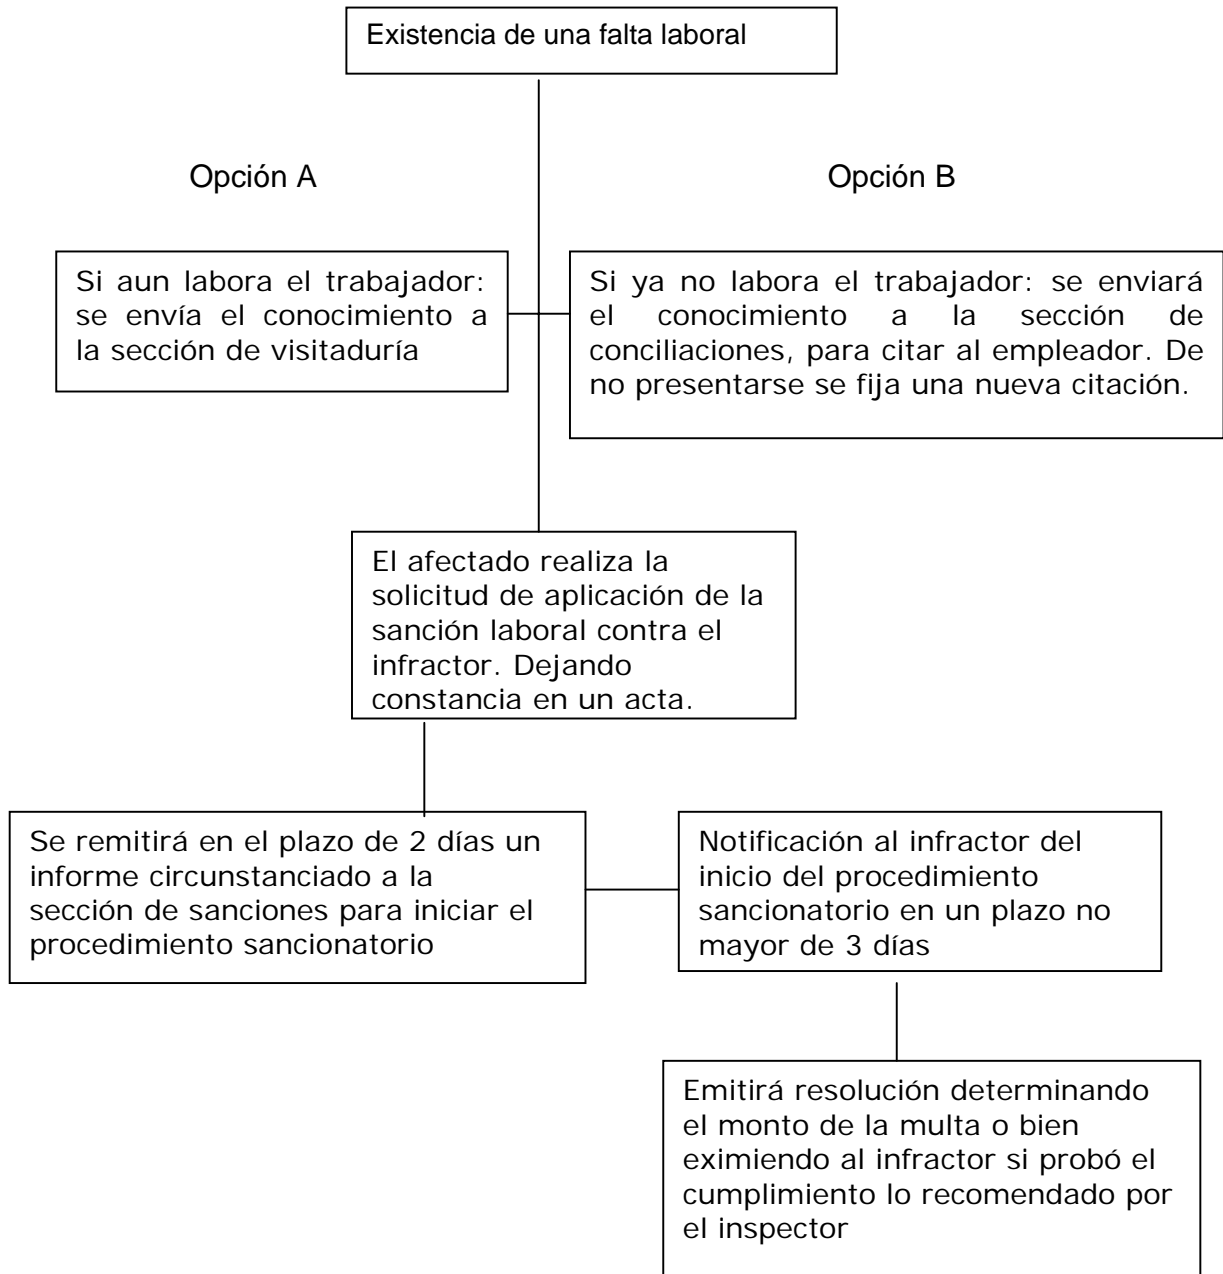 Existencia de una falta laboral
Opción A
Opción B
Si aun labora el trabajador:
se envía el conocimiento a
la sección de visitaduría
Si ya no labora el trabajador: se enviará
el conocimiento a la sección de
conciliaciones, para citar al empleador. De
no presentarse se fija una nueva citación.
El afectado realiza la
solicitud de aplicación de la
sanción laboral contra el
infractor. Dejando
constancia en un acta.
Se remitirá en el plazo de 2 días un
informe circunstanciado a la
sección de sanciones para iniciar el
procedimiento sancionatorio
Notificación al infractor del
inicio del procedimiento
sancionatorio en un plazo no
mayor de 3 días
Emitirá resolución determinando
el monto de la multa o bien
eximiendo al infractor si probó el
cumplimiento lo recomendado por
el inspector